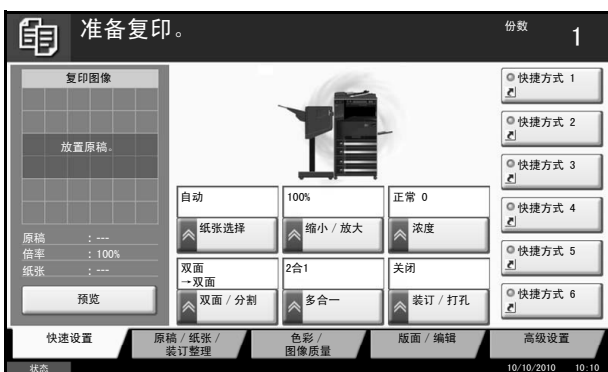 准备复印。
份数
1
复印图像
放置原稿。
原稿 : ---
倍率 : 100%
纸张 : ---
预览
自动
纸张选择
100%
缩小 / 放大
正常 0
浓度
双面
→双面
双面 / 分割
2合1
多合一
关闭
装订 / 打孔
快捷方式 1
快捷方式 2
快捷方式 3
快捷方式 4
快捷方式 5
快捷方式 6
快速设置
原稿 / 纸张 /
装订整理
色彩 /
图像质量
版面 / 编辑
高级设置
状态
10/10/2010 10:10